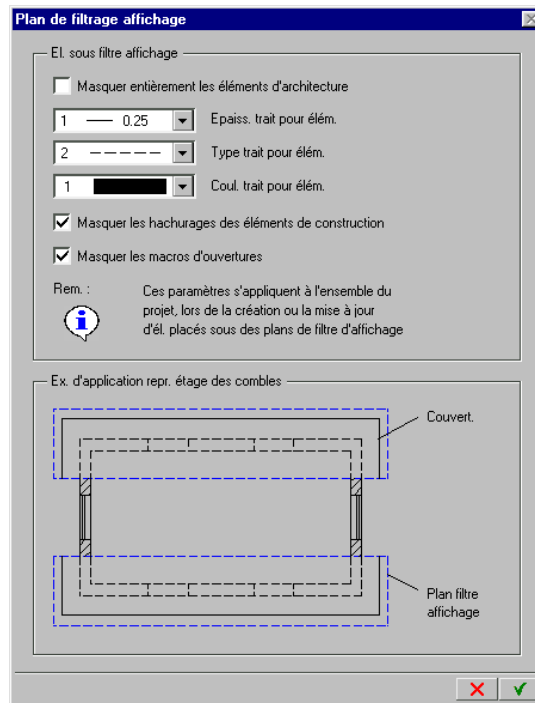 Plan de filtrage affichage
El. sous filtre affichage
Masquer entièrement les éléments d'architecture
1 0.25 Epaiss. trait pour élém.
2 Type trait pour élém.
1 Coul. trait pour élém.
Masquer les hachurages des éléments de construction
Masquer les macros d'ouvertures
Rem. : Ces paramètres s'appliquent à l'ensemble du
projet, lors de la création ou la mise à jour
d'él. placés sous des plans de filtre d'affichage
Ex. d'application repr. étage des combles
Couvert.
Plan filtre
affichage